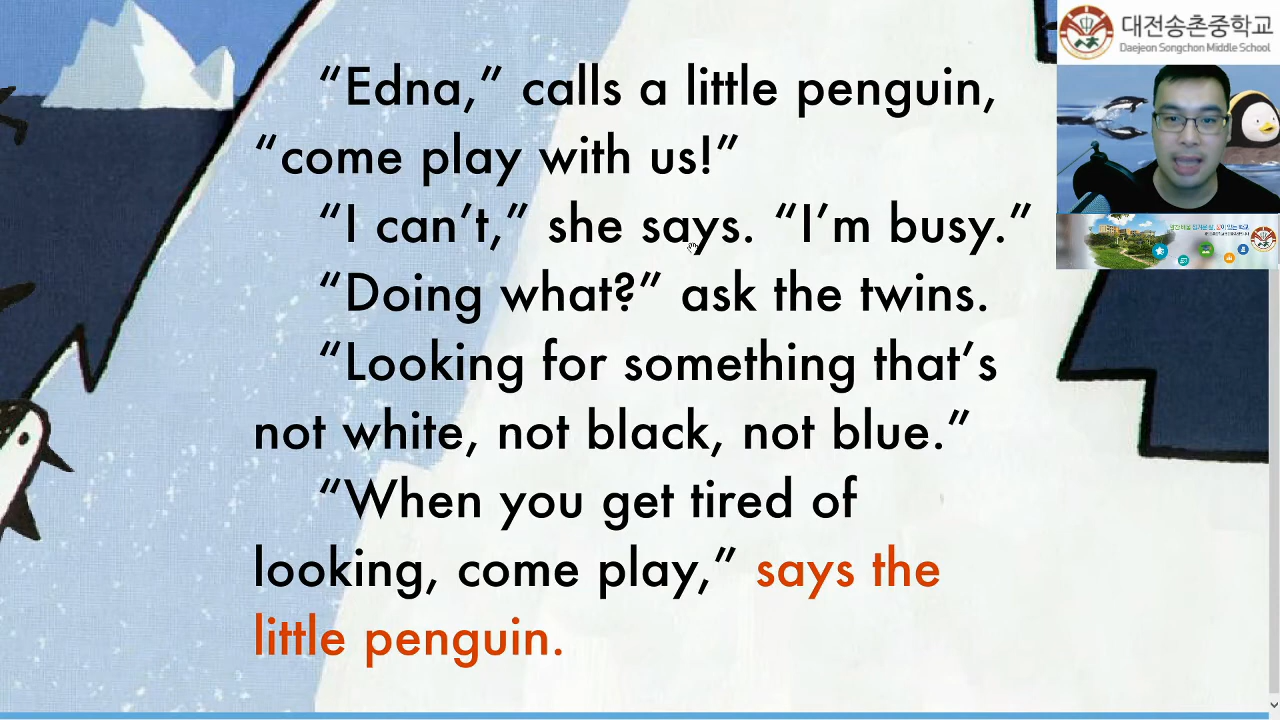 “Edna,” calls a little penguin,
“come play with us!”
“I can’t,” she says. “I’m busy.”
“Doing what?” ask the twins.
“Looking for something that’s
not white, not black, not blue.”
“When you get tired of
looking, come play,” says the
little penguin.
대전송촌중학교
Daejeon Songchon Middle School